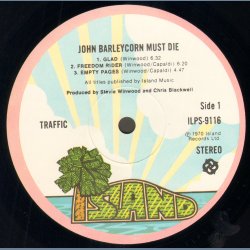 JOHN BARLEYCORN MUST DIE
1. GLAD (Winwood) 6:32
2. FREEDOM RIDER (Winwood/Capaldi) 6:20
3. EMPTY PAGES (Winwood/Capaldi) 4:47
All titles published by Island Music
Produced by Stevie Winwood and Chris Blackwell
Side 1
TRAFFIC
ILPS-9116
℗ 1970 Island
Records Ltd
STEREO
ISLAND